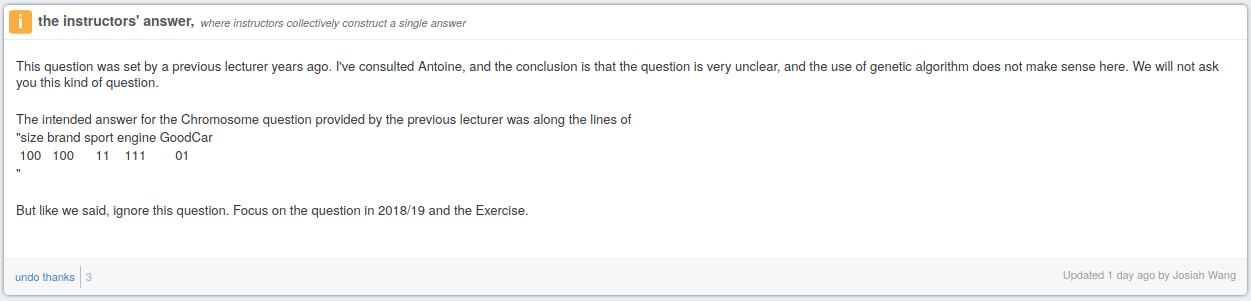 i the instructors' answer, where instructors collectively construct a single answer
This question was set by a previous lecturer years ago. I've consulted Antoine, and the conclusion is that the question is very unclear, and the use of genetic algorithm does not make sense here. We will not ask
you this kind of question.
The intended answer for the Chromosome question provided by the previous lecturer was along the lines of
"size brand sport engine GoodCar
100 100 11 111 01
"
But like we said, ignore this question. Focus on the question in 2018/19 and the Exercise.
undo thanks 3 Updated 1 day ago by Josiah Wang